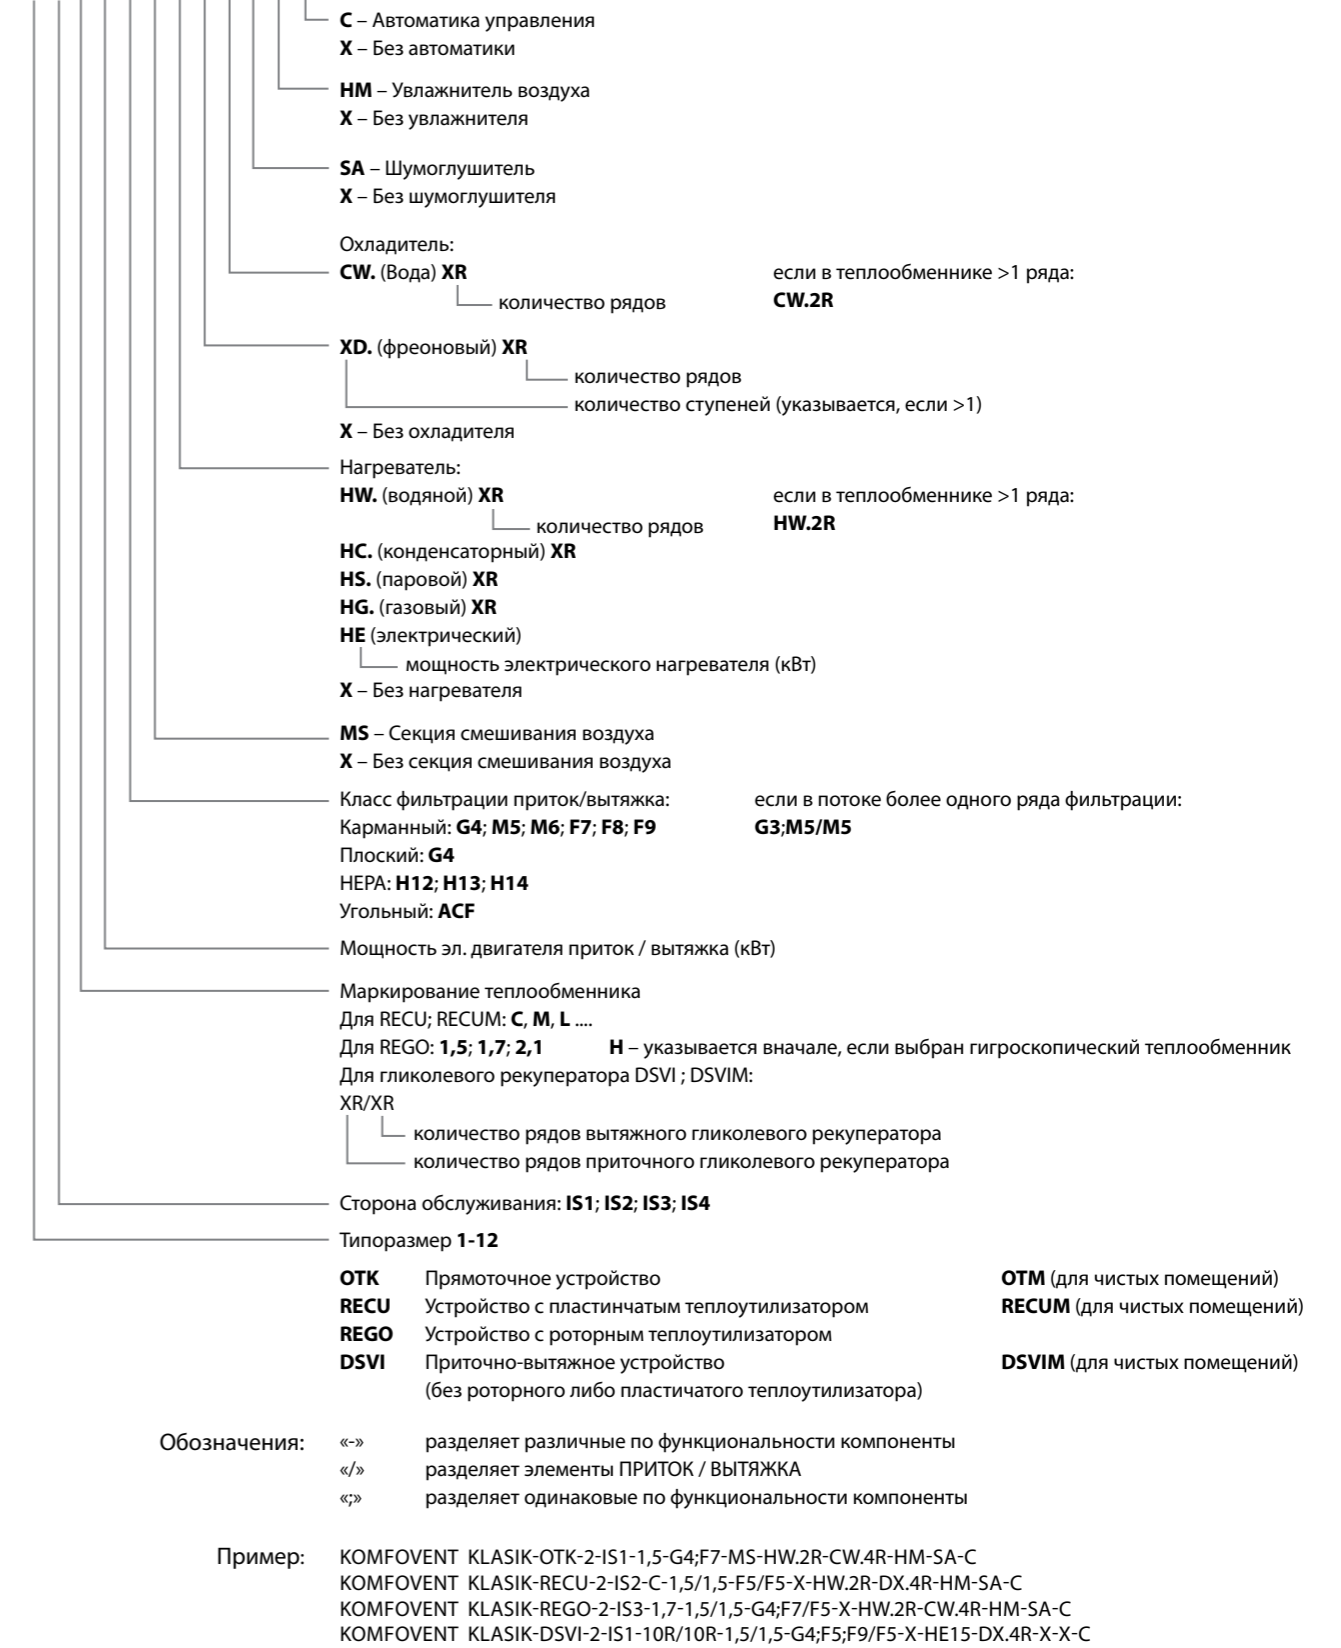 C – Автоматика управления
X – Без автоматики
HM – Увлажнитель воздуха
X – Без увлажнителя
SA – Шумоглушитель
X – Без шумоглушителя
Охладитель:
CW. (Вода) XR если в теплообменнике >1 ряда:
количество рядов CW.2R
XD. (фреоновый) XR
количество рядов
количество ступеней (указывается, если >1)
X – Без охладителя
Нагреватель:
HW. (водяной) XR если в теплообменнике >1 ряда:
количество рядов HW.2R
HC. (конденсаторный) XR
HS. (паровой) XR
HG. (газовый) XR
HE (электрический)
мощность электрического нагревателя (кВт)
X – Без нагревателя
MS – Секция смешивания воздуха
X – Без секция смешивания воздуха
Класс фильтрации приток/вытяжка: если в потоке более одного ряда фильтрации:
Карманный: G4; M5; M6; F7; F8; F9 G3;M5/M5
Плоский: G4
HEPA: H12; H13; H14
Угольный: ACF
Мощность эл. двигателя приток / вытяжка (кВт)
Маркирование теплообменника
Для RECU; RECUM: C, M, L ....
Для REGO: 1,5; 1,7; 2,1 H – указывается вначале, если выбран гигроскопический теплообменник
Для гликолевого рекуператора DSVI ; DSVIM:
XR/XR
количество рядов вытяжного гликолевого рекуператора
количество рядов приточного гликолевого рекуператора
Сторона обслуживания: IS1; IS2; IS3; IS4
Типоразмер 1-12
OTK Прямоточное устройство OTM (для чистых помещений)
RECU Устройство с пластинчатым теплоутилизатором RECUM (для чистых помещений)
REGO Устройство с роторным теплоутилизатором
DSVI Приточно-вытяжное устройство DSVIM (для чистых помещений)
(без роторного либо пластичатого теплоутилизатора)
Обозначения: «-» разделяет различные по функциональности компоненты
«/» разделяет элементы ПРИТОК / ВЫТЯЖКА
«;» разделяет одинаковые по функциональности компоненты
Пример: KOMFOVENT KLASIK-OTK-2-IS1-1,5-G4;F7-MS-HW.2R-CW.4R-HM-SA-C
KOMFOVENT KLASIK-RECU-2-IS2-C-1,5/1,5-F5/F5-X-HW.2R-DX.4R-HM-SA-C
KOMFOVENT KLASIK-REGO-2-IS3-1,7-1,5/1,5-G4;F7/F5-X-HW.2R-CW.4R-HM-SA-C
KOMFOVENT KLASIK-DSVI-2-IS1-10R/10R-1,5/1,5-G4;F5;F9/F5-X-HE15-DX.4R-X-X-C